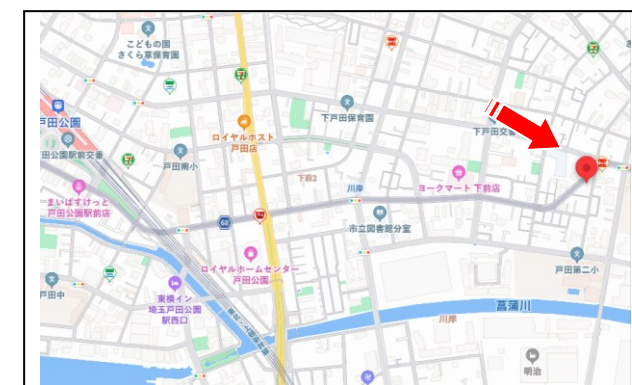 こどもの国
さくら草保育園
戸田公園
田公園駅前交番
戸田南小
ロイヤルホスト
戸田店
下戸田保育園
下戸田交番
まいばすけっと
戸田公園駅前店
下前2
川岸
ヨークマート 下前店
68
市立図書館分室
ロイヤルホームセンター
戸田公園
戸田第二小
戸田中
東横イン
埼玉戸田公園
駅西口
菖蒲川
川岸
明治